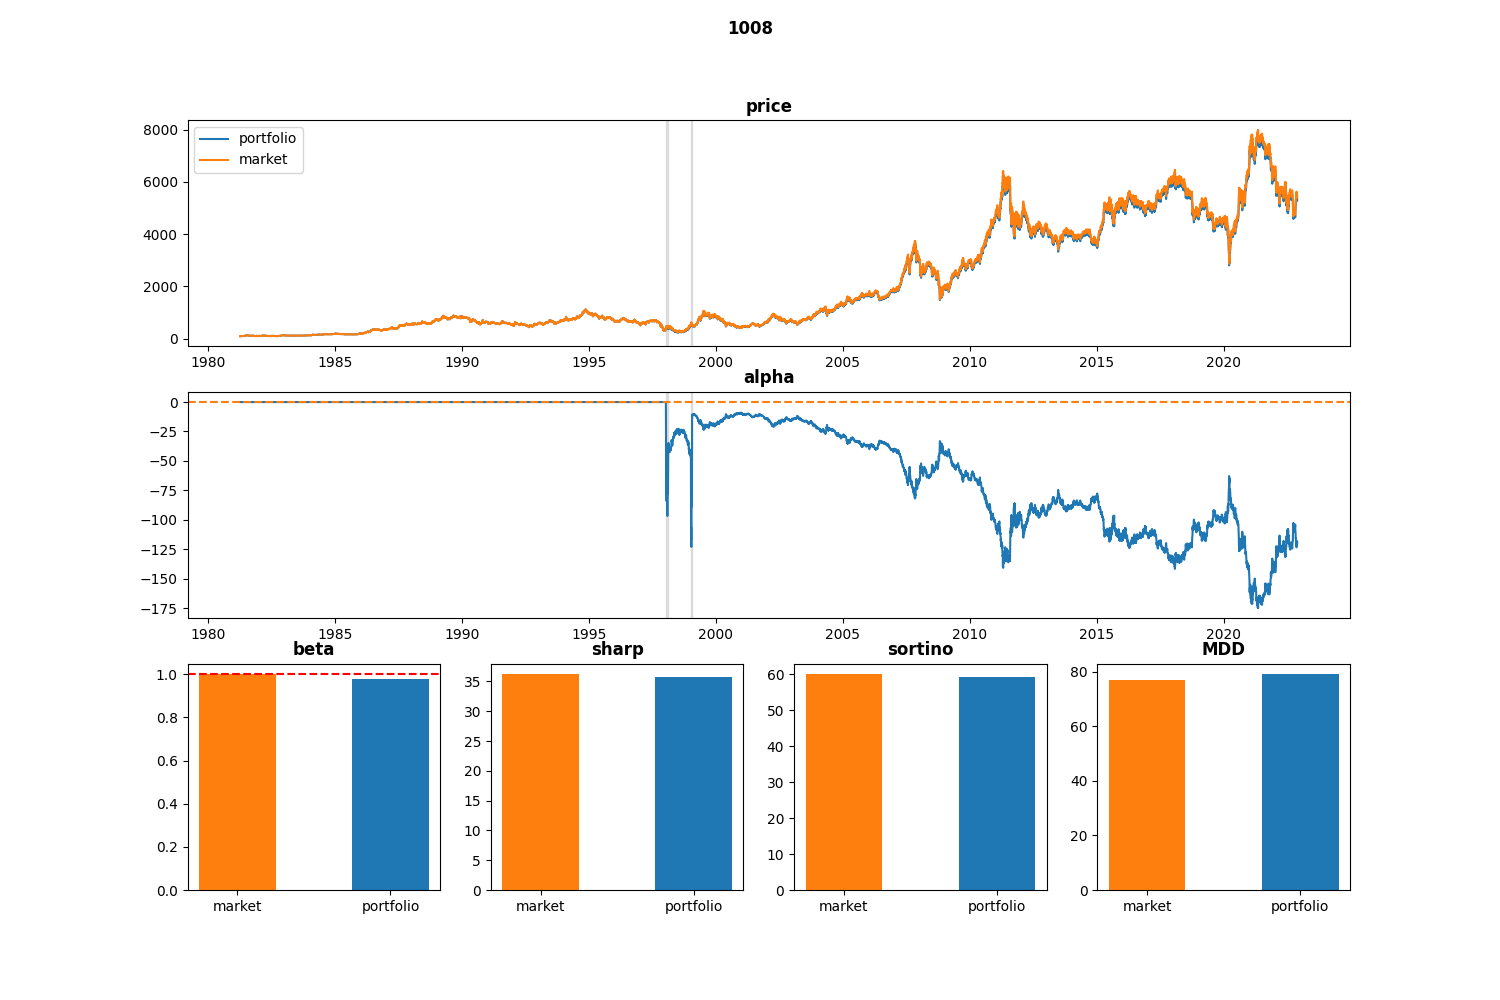 1008
price
portfolio
market
8000
6000
4000
2000
0
1980 1985 1990 1995 2000 2005 2010 2015 2020
alpha
0
−25
−50
−75
−100
−125
−150
−175
1980 1985 1990 1995 2000 2005 2010 2015 2020
beta
1.0
0.8
0.6
0.4
0.2
0.0
market portfolio
sharp
35
30
25
20
15
10
5
0
market portfolio
sortino
60
50
40
30
20
10
0
market portfolio
MDD
80
60
40
20
0
market portfolio